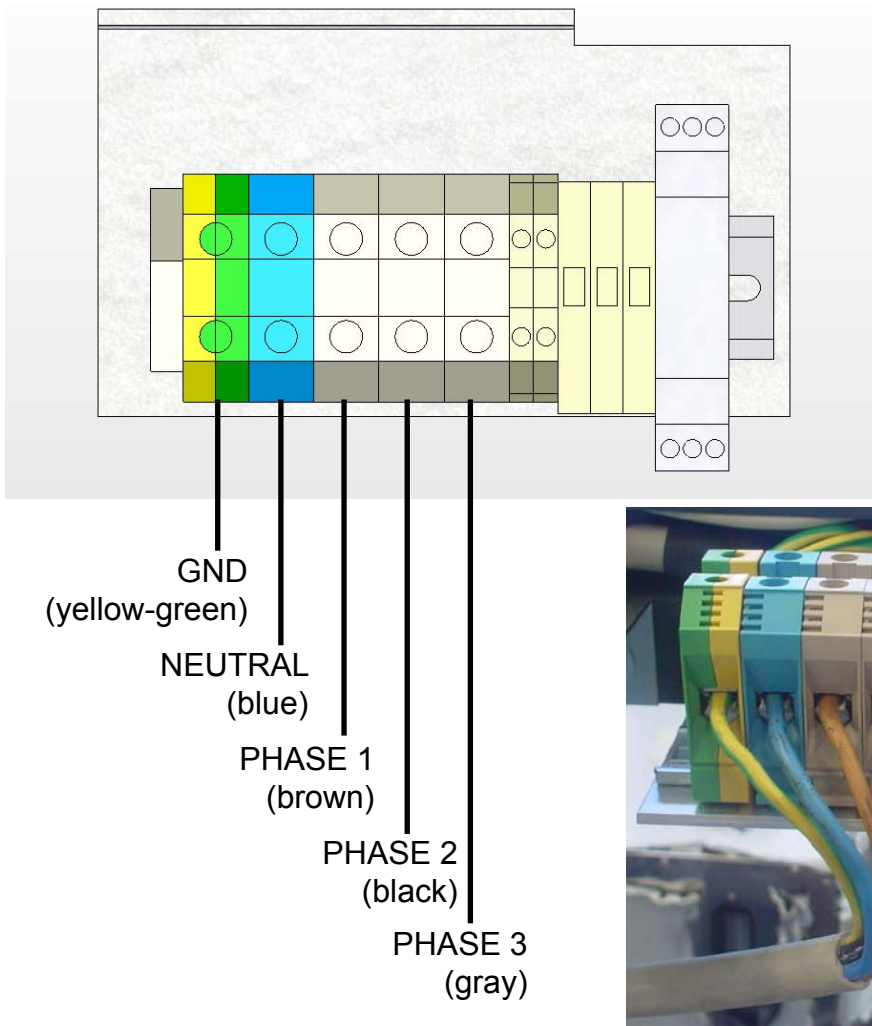 GND
(yellow-green)
NEUTRAL
(blue)
PHASE 1
(brown)
PHASE 2
(black)
PHASE 3
(gray)